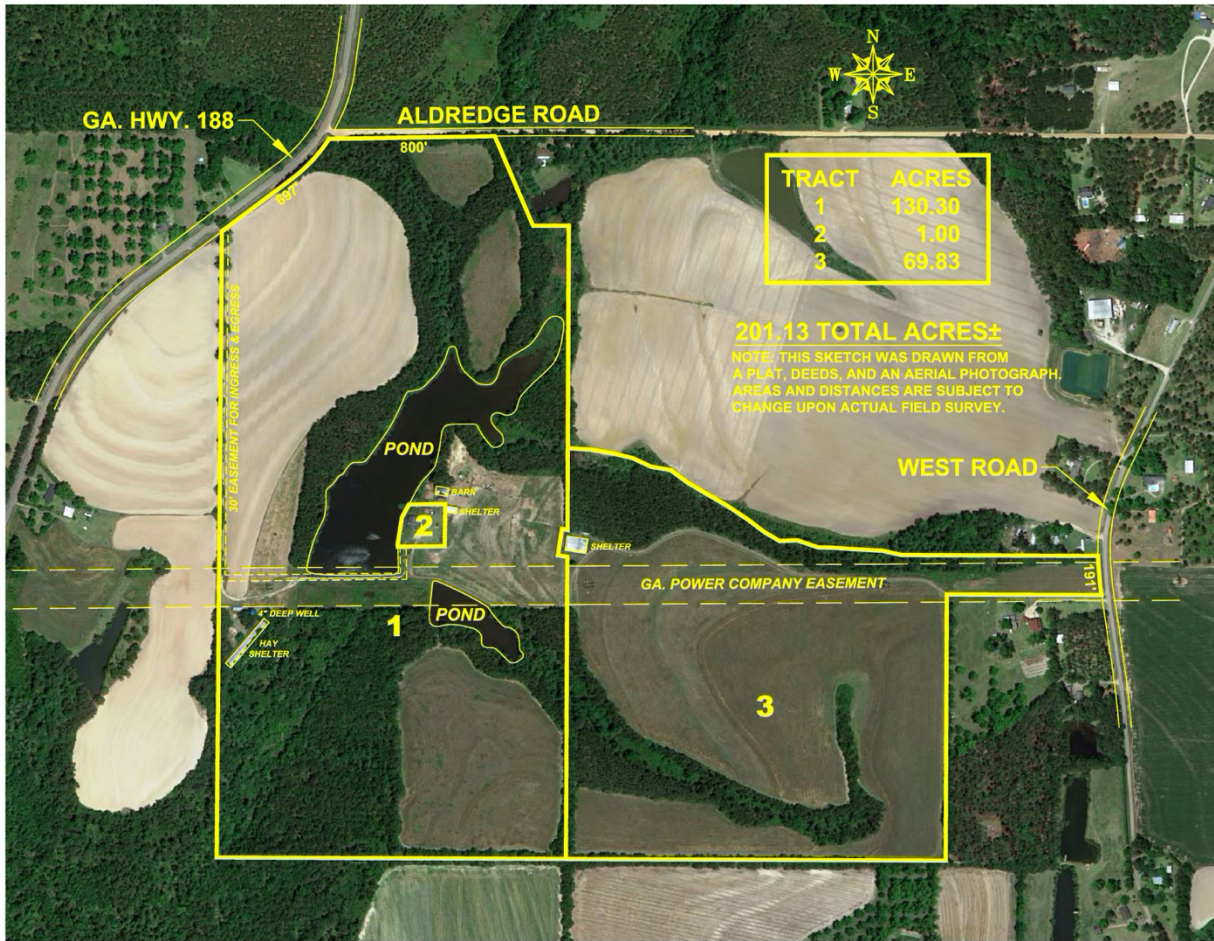 N
W E
S
GA. HWY. 188
ALDREDGE ROAD
800'
697'
TRACT ACRES
1 130.30
2 1.00
3 69.83
201.13 TOTAL ACRES±
NOTE: THIS SKETCH WAS DRAWN FROM
A PLAT, DEEDS, AND AN AERIAL PHOTOGRAPH.
AREAS AND DISTANCES ARE SUBJECT TO
CHANGE UPON ACTUAL FIELD SURVEY.
30' EASEMENT FOR INGRESS & EGRESS
POND
WEST ROAD
BARN
SHELTER
2
SHELTER
GA. POWER COMPANY EASEMENT
191'
4" DEEP WELL
HAY
SHELTER
1
POND
3